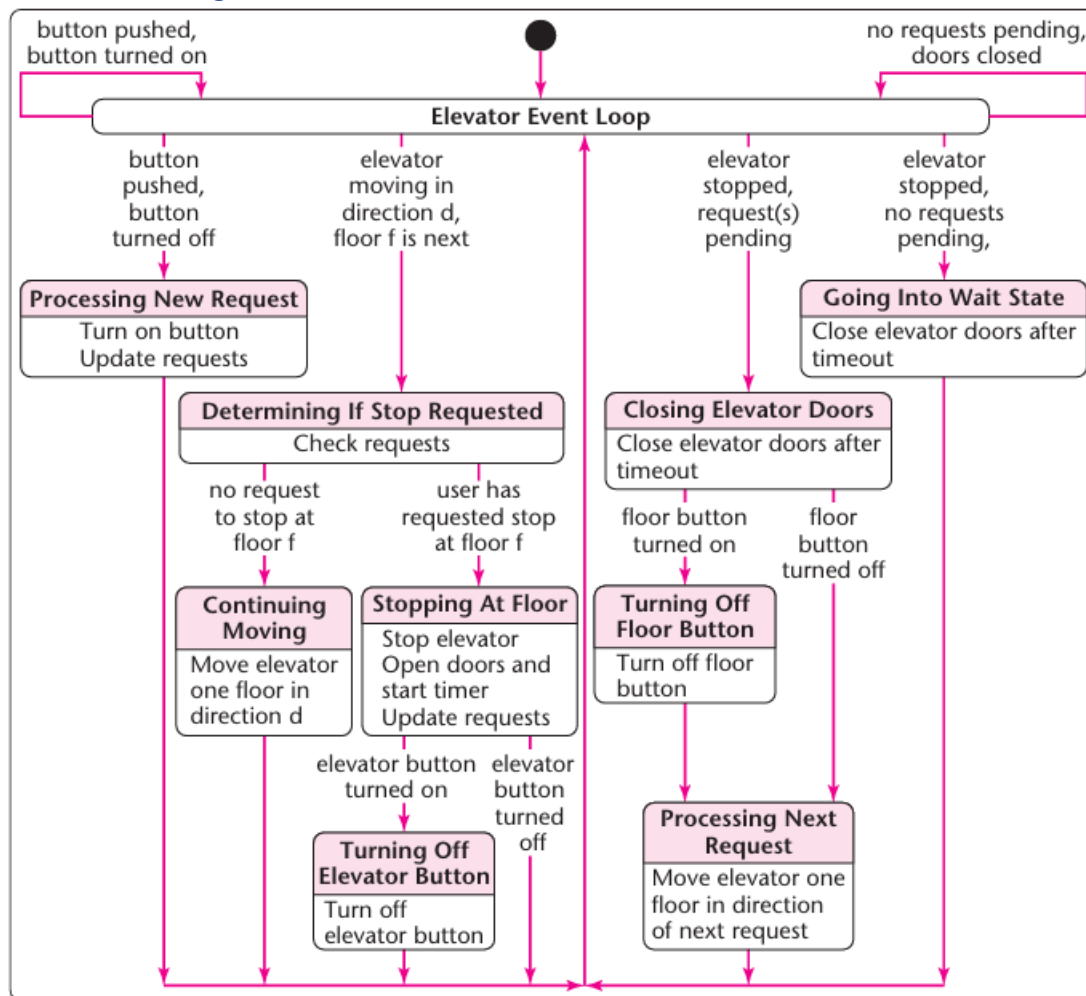 button pushed,
button turned on
no requests pending,
doors closed
Elevator Event Loop
button
pushed,
button
turned off
elevator
moving in
direction d,
floor f is next
elevator
stopped,
request(s)
pending
elevator
stopped,
no requests
pending,
Processing New Request
Turn on button
Update requests
Going Into Wait State
Close elevator doors after
timeout
Determining If Stop Requested
Check requests
Closing Elevator Doors
Close elevator doors after
timeout
no request
to stop at
floor f
user has
requested stop
at floor f
floor button
turned on
floor
button
turned off
Continuing
Moving
Move elevator
one floor in
direction d
Stopping At Floor
Stop elevator
Open doors and
start timer
Update requests
Turning Off
Floor Button
Turn off floor
button
elevator button
turned on
elevator
button
turned
off
Turning Off
Elevator Button
Turn off
elevator button
Processing Next
Request
Move elevator one
floor in direction
of next request